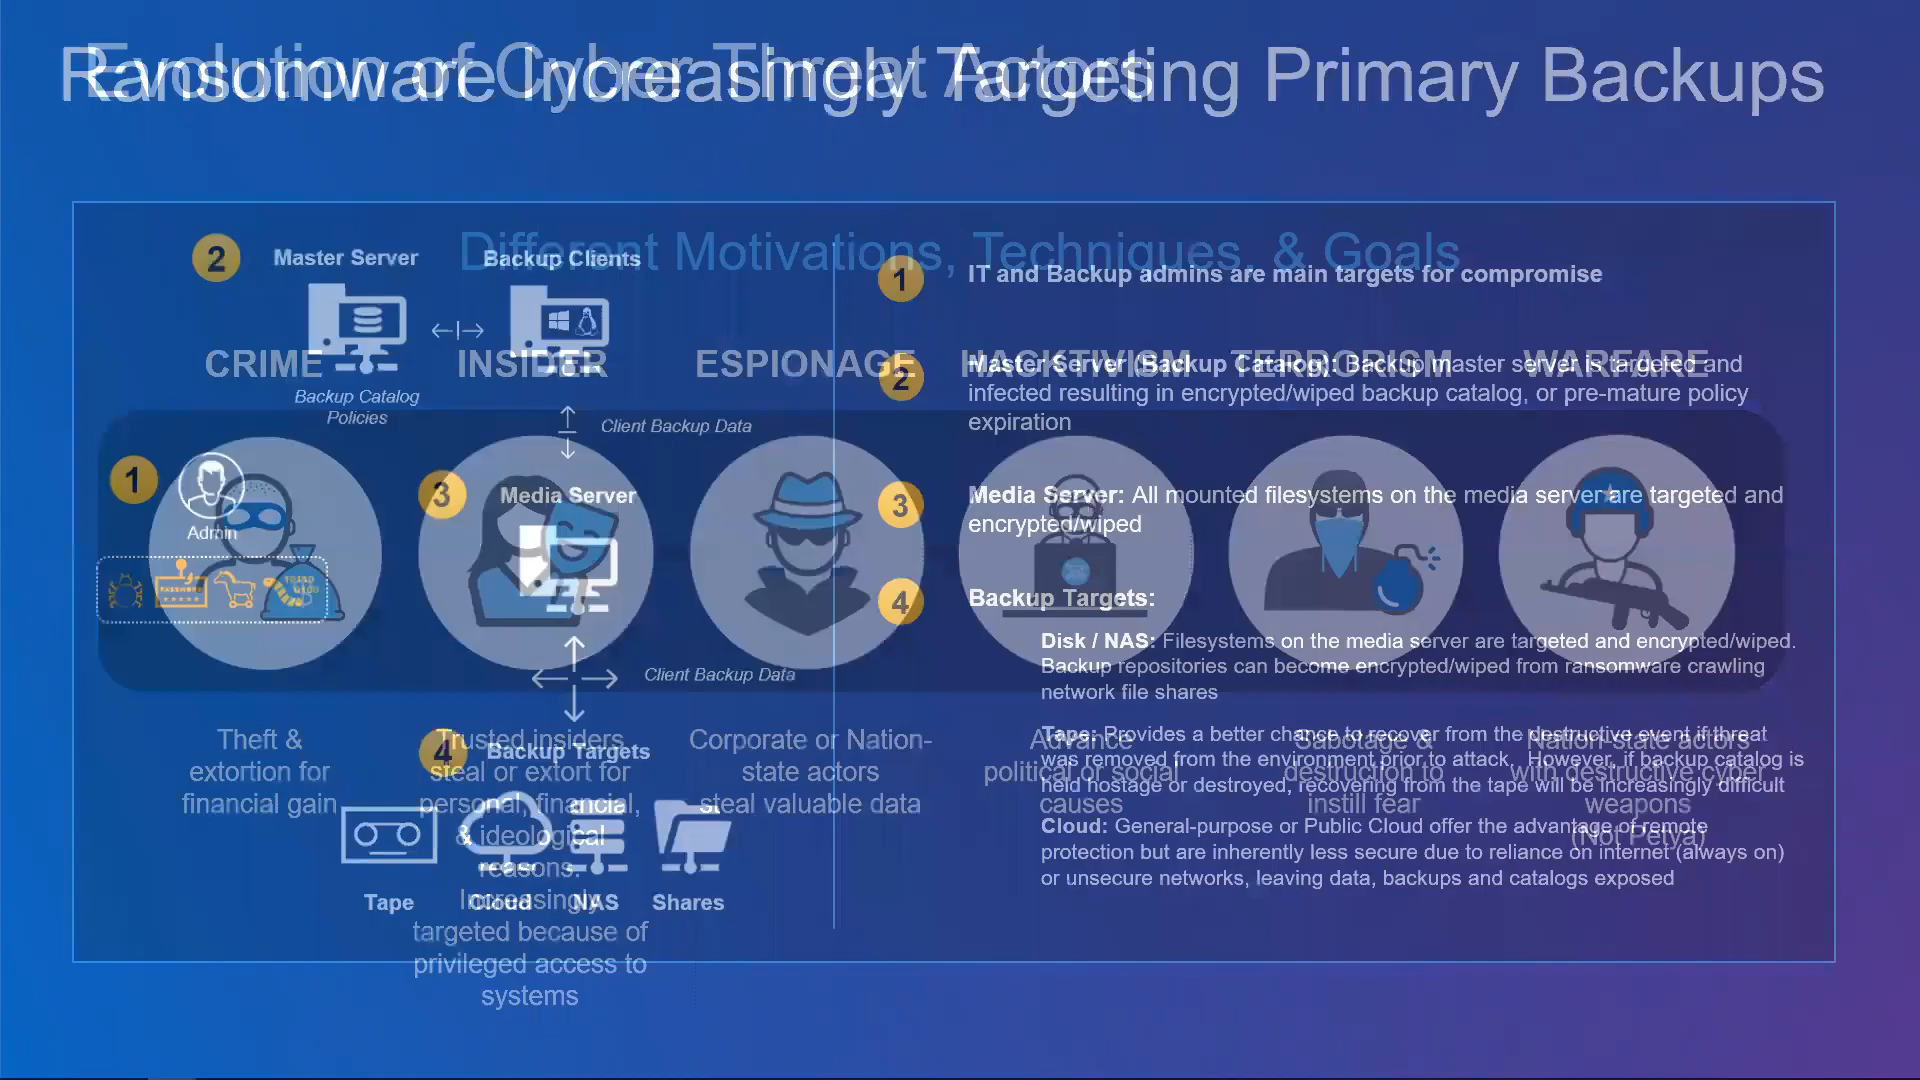 Evolution of Cyber Threat Actors
Ransomware Increasingly Targeting Primary Backups
Different Motivations, Techniques, & Goals
CRIME
INSIDER
ESPIONAGE
HACKTIVISM
TERRORISM
WARFARE
Theft &
extortion for
financial gain
Trusted insiders
steal or extort for
personal, financial,
& ideological
reasons.
Increasingly
targeted because of
privileged access to
systems
Corporate or Nation-
state actors
steal valuable data
Advance
political or social
causes
Sabotage &
destruction to
instill fear
Nation-state actors
with destructive cyber
weapons
(Not Petya)
2
Master Server
Backup Clients
Backup Catalog
Policies
Client Backup Data
1
Admin
PASSWORD
3
Media Server
Client Backup Data
4
Backup Targets
Tape
Cloud
NAS
Shares
1
IT and Backup admins are main targets for compromise
2
Master Server (Backup Catalog): Backup master server is targeted and
infected resulting in encrypted/wiped backup catalog, or pre-mature policy
expiration
3
Media Server: All mounted filesystems on the media server are targeted and
encrypted/wiped
4
Backup Targets:
Disk / NAS: Filesystems on the media server are targeted and encrypted/wiped.
Backup repositories can become encrypted/wiped from ransomware crawling
network file shares
Tape: Provides a better chance to recover from the destructive event if threat
was removed from the environment prior to attack. However, if backup catalog is
held hostage or destroyed, recovering from the tape will be increasingly difficult
Cloud: General-purpose or Public Cloud offer the advantage of remote
protection but are inherently less secure due to reliance on internet (always on)
or unsecure networks, leaving data, backups and catalogs exposed